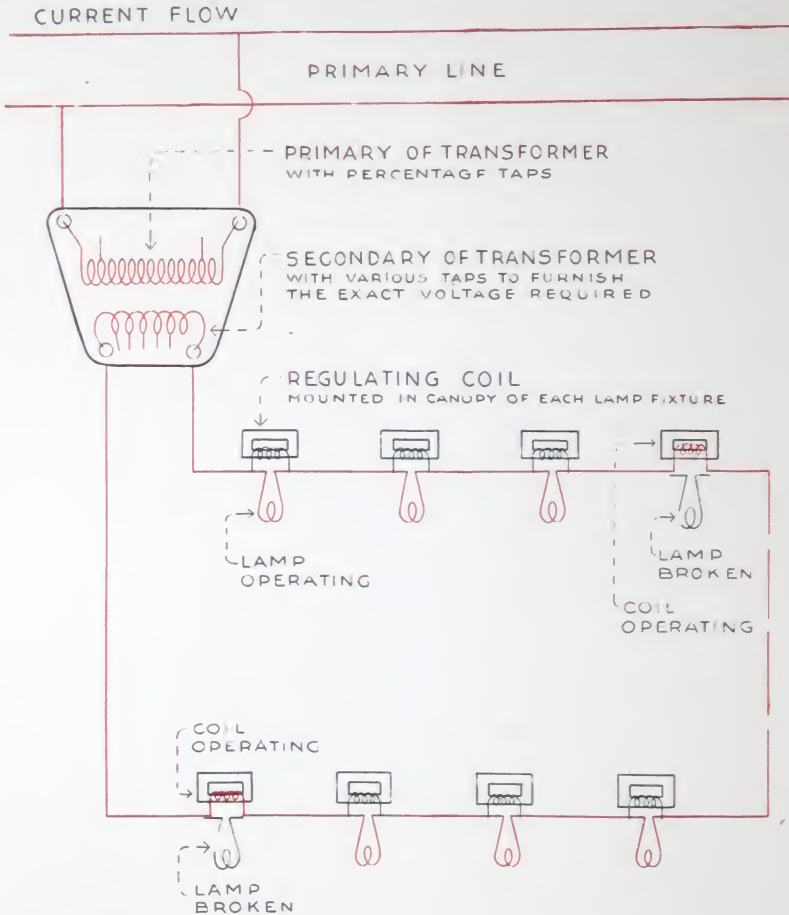 CURRENT FLOW
PRIMARY LINE
PRIMARY OF TRANSFORMER
WITH PERCENTAGE TAPS
SECONDARY OF TRANSFORMER
WITH VARIOUS TAPS TO FURNISH
THE EXACT VOLTAGE REQUIRED
REGULATING COIL
MOUNTED IN CANOPY OF EACH LAMP FIXTURE
LAMP
OPERATING
LAMP
BROKEN
COIL
OPERATING
COIL
OPERATING
LAMP
BROKEN